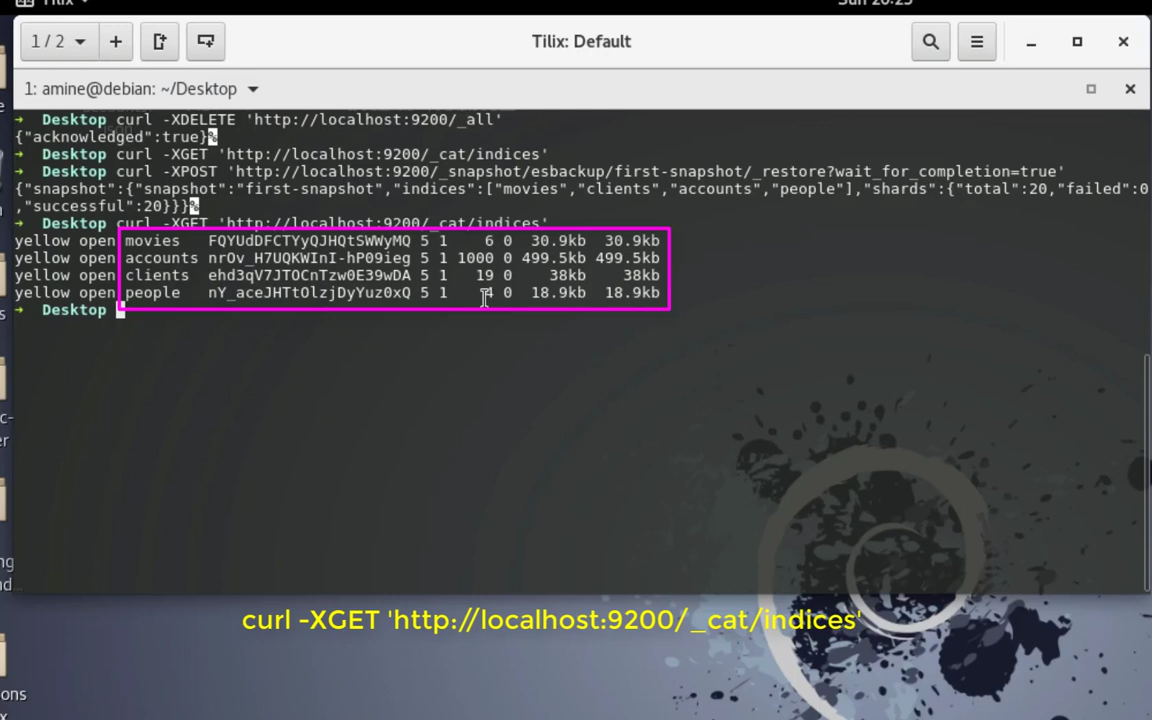 Tilix
Sun 20:25
1 / 2
Tilix: Default
1: amine@debian: ~/Desktop
➜ Desktop curl -XDELETE 'http://localhost:9200/_all'
{"acknowledged":true}%
➜ Desktop curl -XGET 'http://localhost:9200/_cat/indices'
➜ Desktop curl -XPOST 'http://localhost:9200/_snapshot/esbackup/first-snapshot/_restore?wait_for_completion=true'
{"snapshot":{"snapshot":"first-snapshot","indices":["movies","clients","accounts","people"],"shards":{"total":20,"failed":0
,"successful":20}}}%
➜ Desktop curl -XGET 'http://localhost:9200/_cat/indices'
yellow open movies FQYUdDFCTYyQJHQtSWWyMQ 5 1 6 0 30.9kb 30.9kb
yellow open accounts nrOv_H7UQKWInI-hP09ieg 5 1 1000 0 499.5kb 499.5kb
yellow open clients ehd3qV7JTOCnTzw0E39wDA 5 1 19 0 38kb 38kb
yellow open people nY_aceJHTtOlzjDyYuz0xQ 5 1 4 0 18.9kb 18.9kb
➜ Desktop
curl -XGET 'http://localhost:9200/_cat/indices'